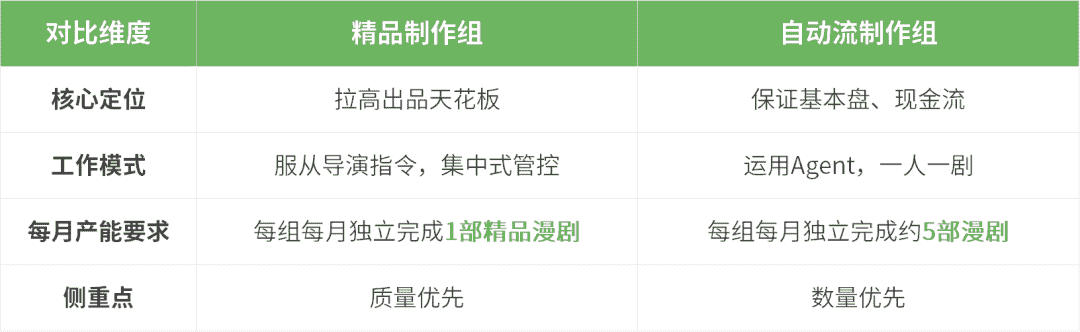 对比维度 精品制作组 自动流制作组
核心定位 拉高出品天花板 保证基本盘、现金流
工作模式 服从导演指令，集中式管控 运用Agent，一人一剧
每月产能要求 每组每月独立完成1部精品漫剧 每组每月独立完成约5部漫剧
侧重点 质量优先 数量优先